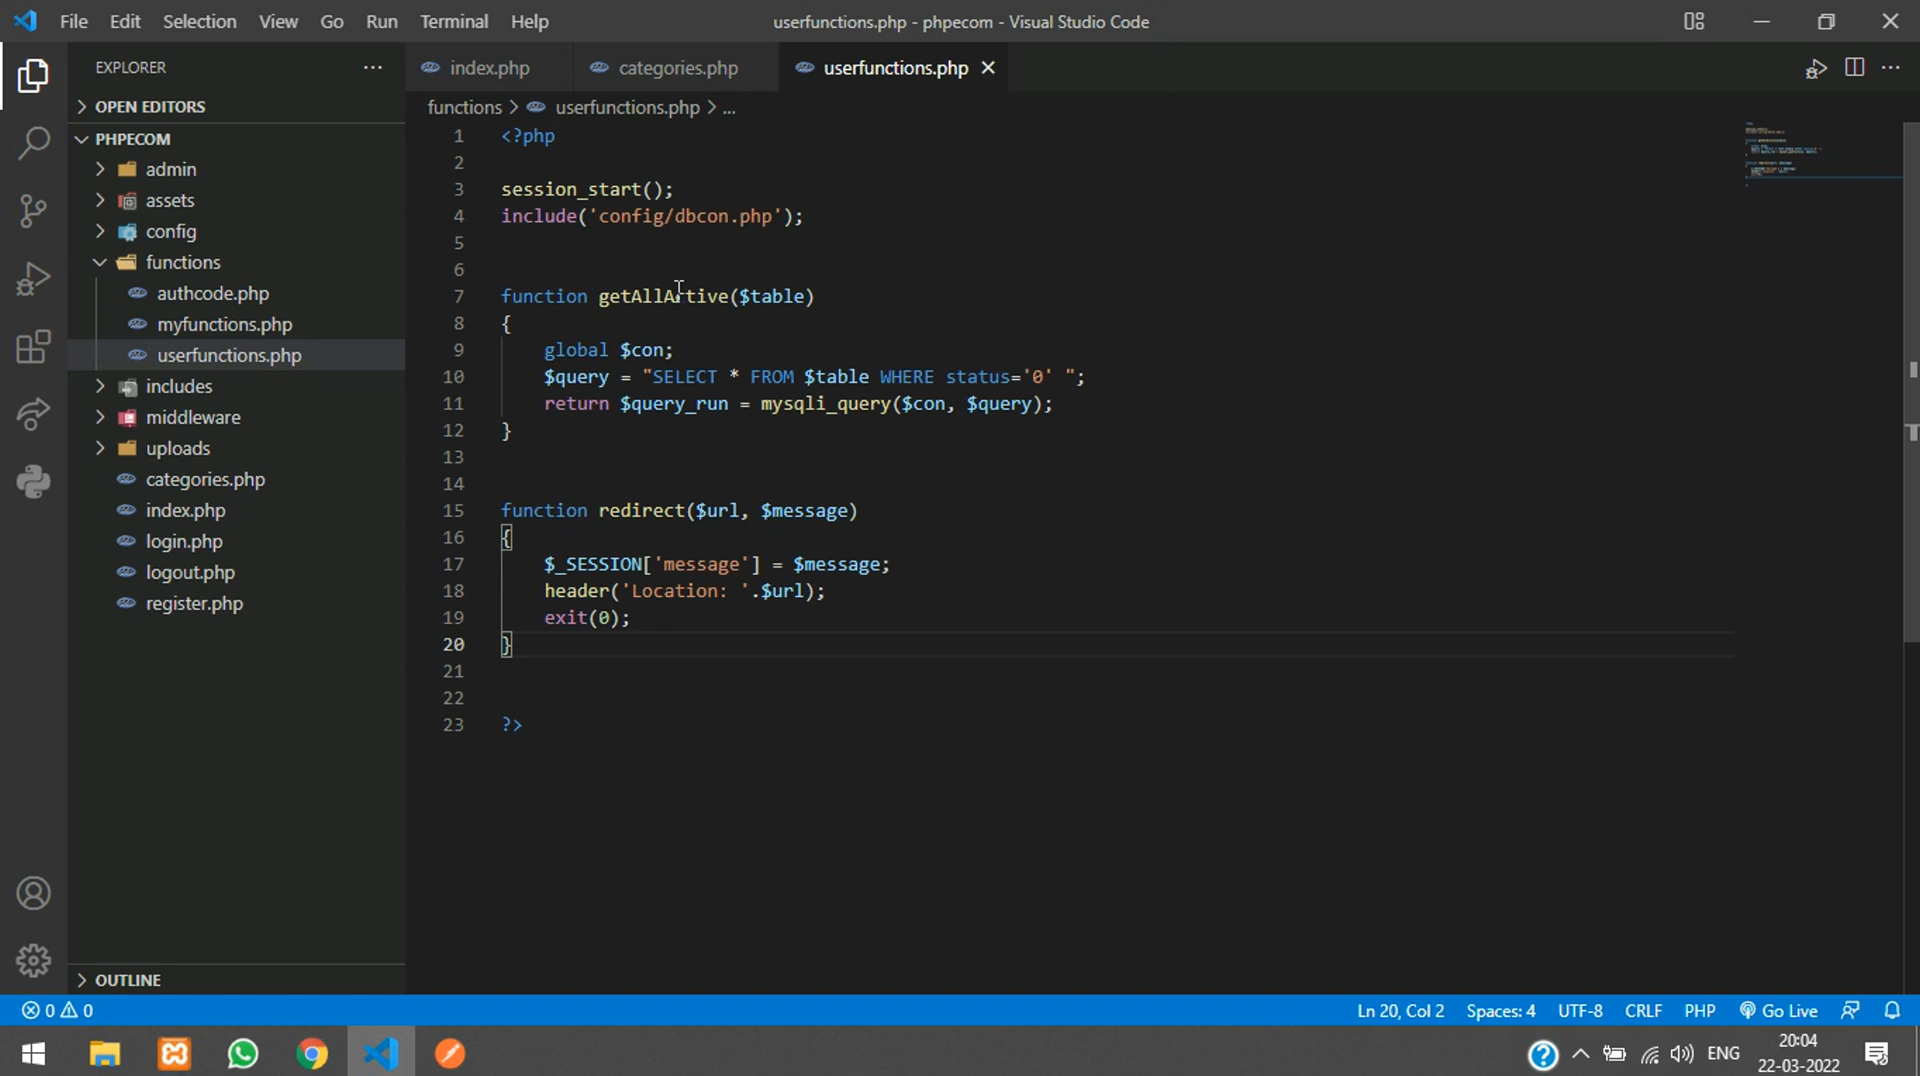 File Edit Selection View Go Run Terminal Help userfunctions.php - phpecom - Visual Studio Code
EXPLORER
OPEN EDITORS
PHPECOM
admin
assets
config
functions
authcode.php
myfunctions.php
userfunctions.php
includes
middleware
uploads
categories.php
index.php
login.php
logout.php
register.php
OUTLINE
index.php categories.php userfunctions.php
functions > userfunctions.php > ...
1 <?php
2
3 session_start();
4 include('config/dbcon.php');
5
6
7 function getAllActive($table)
8 {
9 global $con;
10 $query = "SELECT * FROM $table WHERE status='0' ";
11 return $query_run = mysqli_query($con, $query);
12 }
13
14
15 function redirect($url, $message)
16 {
17 $_SESSION['message'] = $message;
18 header('Location: '.$url);
19 exit(0);
20 }
21
22
23 ?>
0 0 Ln 20, Col 2 Spaces: 4 UTF-8 CRLF PHP Go Live
ENG 20:04
22-03-2022